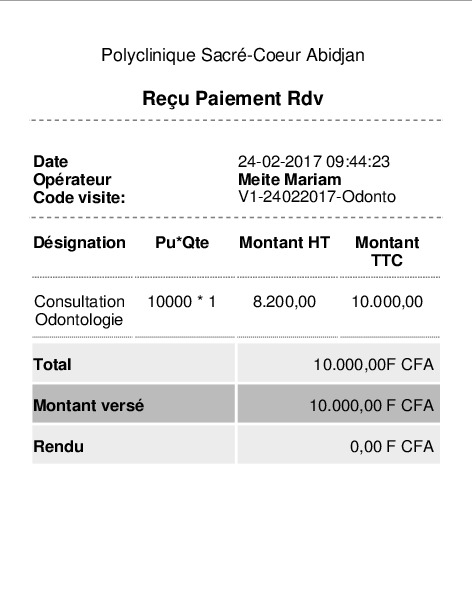 Polyclinique Sacré-Coeur Abidjan
Reçu Paiement Rdv
Date 24-02-2017 09:44:23
Opérateur Meite Mariam
Code visite: V1-24022017-Odonto
Désignation Pu*Qte Montant HT Montant
TTC
Consultation 10000 * 1 8.200,00 10.000,00
Odontologie
Total 10.000,00F CFA
Montant versé 10.000,00 F CFA
Rendu 0,00 F CFA